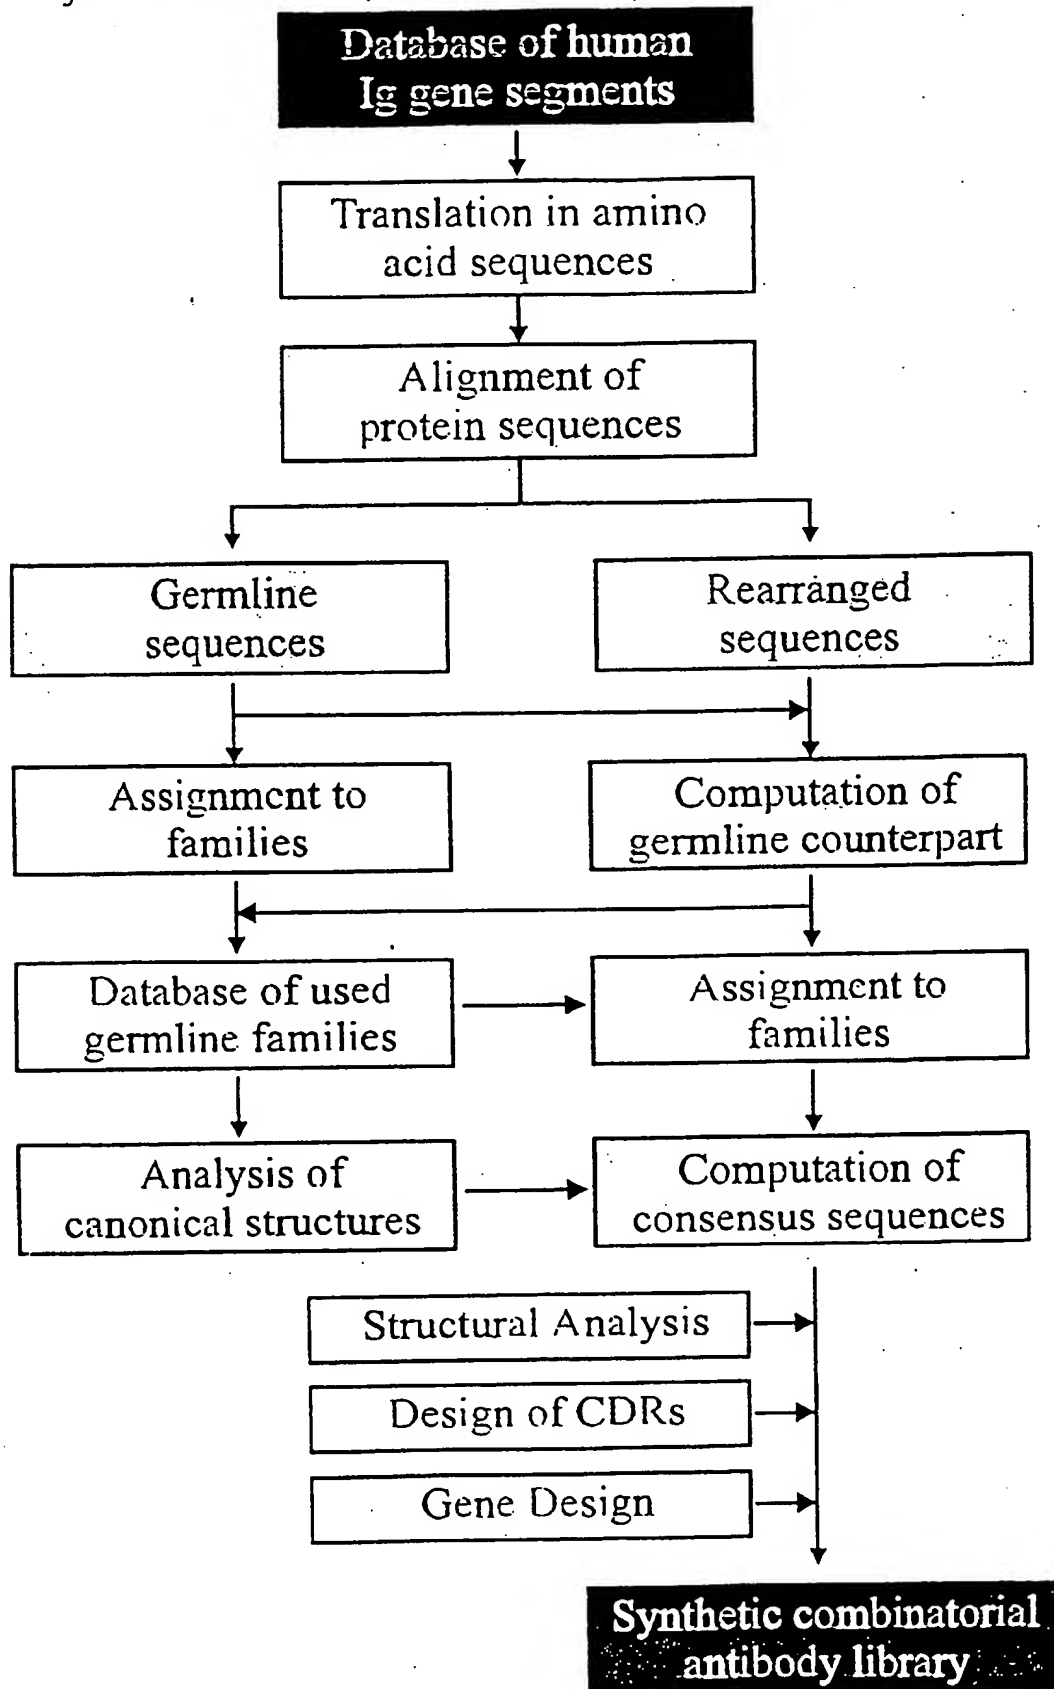 Database of human
Ig gene segments
Translation in amino
acid sequences
Alignment of
protein sequences
Germline
sequences
Rearranged
sequences
Assignment to
families
Computation of
germline counterpart
Database of used
germline families
Assignment to
families
Analysis of
canonical structures
Computation of
consensus sequences
Structural Analysis
Design of CDRs
Gene Design
Synthetic combinatorial
antibody library